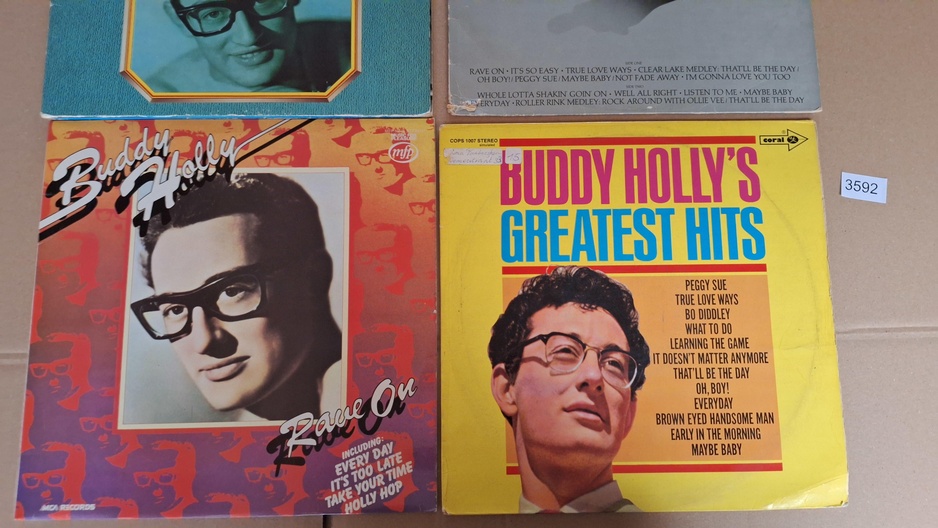 SIDE ONE
RAVE ON • IT'S SO EASY • TRUE LOVE WAYS • CLEAR LAKE MEDLEY: THAT'LL BE THE DAY/
OH BOY!/PEGGY SUE/MAYBE BABY/NOT FADE AWAY • I'M GONNA LOVE YOU TOO
SIDE TWO
WHOLE LOTTA SHAKIN' GOIN' ON • WELL ALL RIGHT • LISTEN TO ME • MAYBE BABY
EVERYDAY • ROLLER RINK MEDLEY: ROCK AROUND WITH OLLIE VEE/THAT'LL BE THE DAY
Buddy
Holly
mfp
Rave On
INCLUDING:
EVERY DAY
IT'S TOO LATE
TAKE YOUR TIME
HOLLY HOP
MCA RECORDS
COPS 1007 STEREO
coral
BUDDY HOLLY'S
GREATEST HITS
PEGGY SUE
TRUE LOVE WAYS
BO DIDDLEY
WHAT TO DO
LEARNING THE GAME
IT DOESN'T MATTER ANYMORE
THAT'LL BE THE DAY
OH, BOY!
EVERYDAY
BROWN EYED HANDSOME MAN
EARLY IN THE MORNING
MAYBE BABY
3592